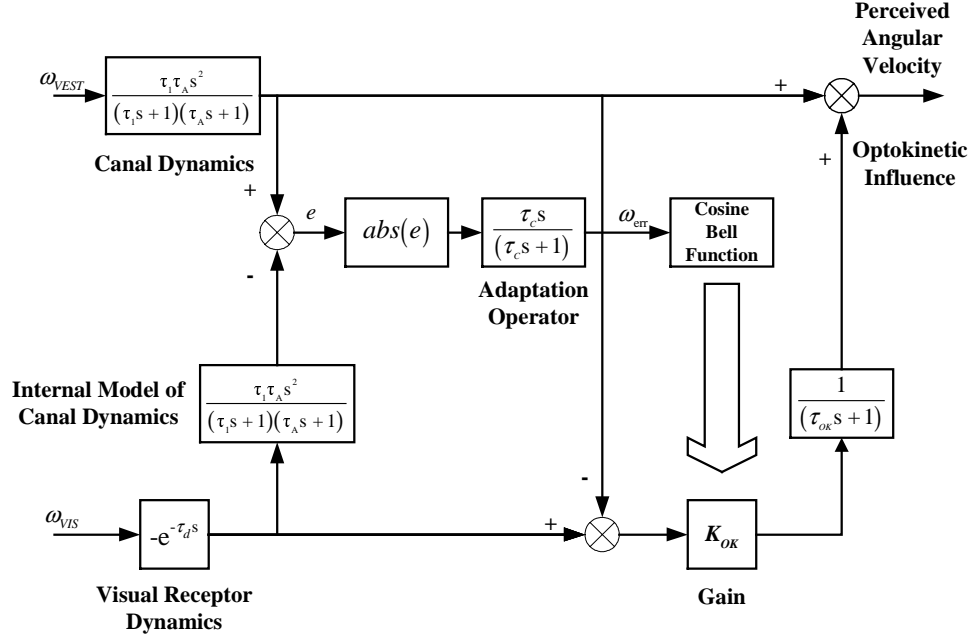 Perceived
Angular
Velocity
ω_VEST
τ₁τ_A s²
(τ₁s+1)(τ_A s+1)
+
Canal Dynamics
+
Optokinetic
Influence
+
e
abs(e)
τ_c s
(τ_c s+1)
ω_err
Cosine
Bell
Function
-
Adaptation
Operator
Internal Model of
Canal Dynamics
τ₁τ_A s²
(τ₁s+1)(τ_A s+1)
1
(τ_OK s+1)
-
ω_VIS
-e^(-τ_d s)
+
K_OK
Visual Receptor
Dynamics
Gain